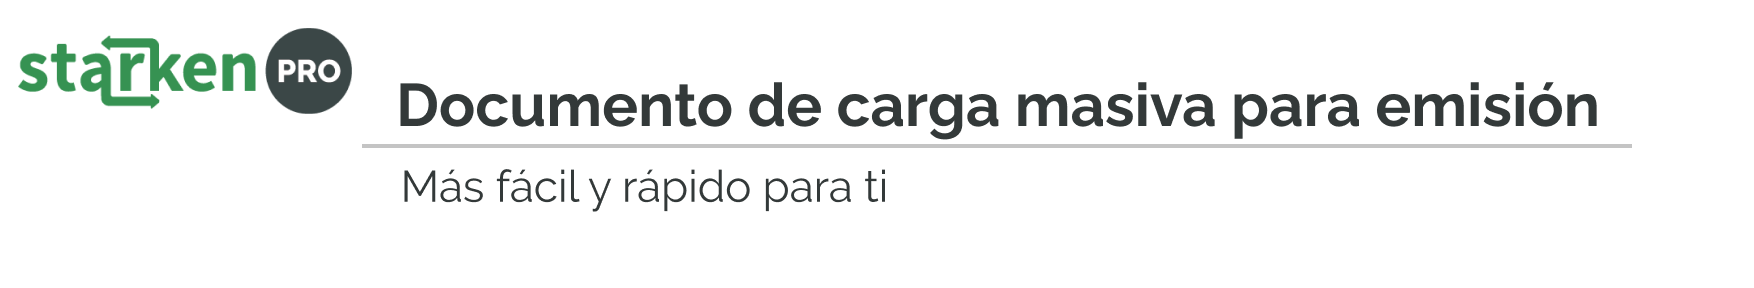 starken PRO
Documento de carga masiva para emisión
Más fácil y rápido para ti